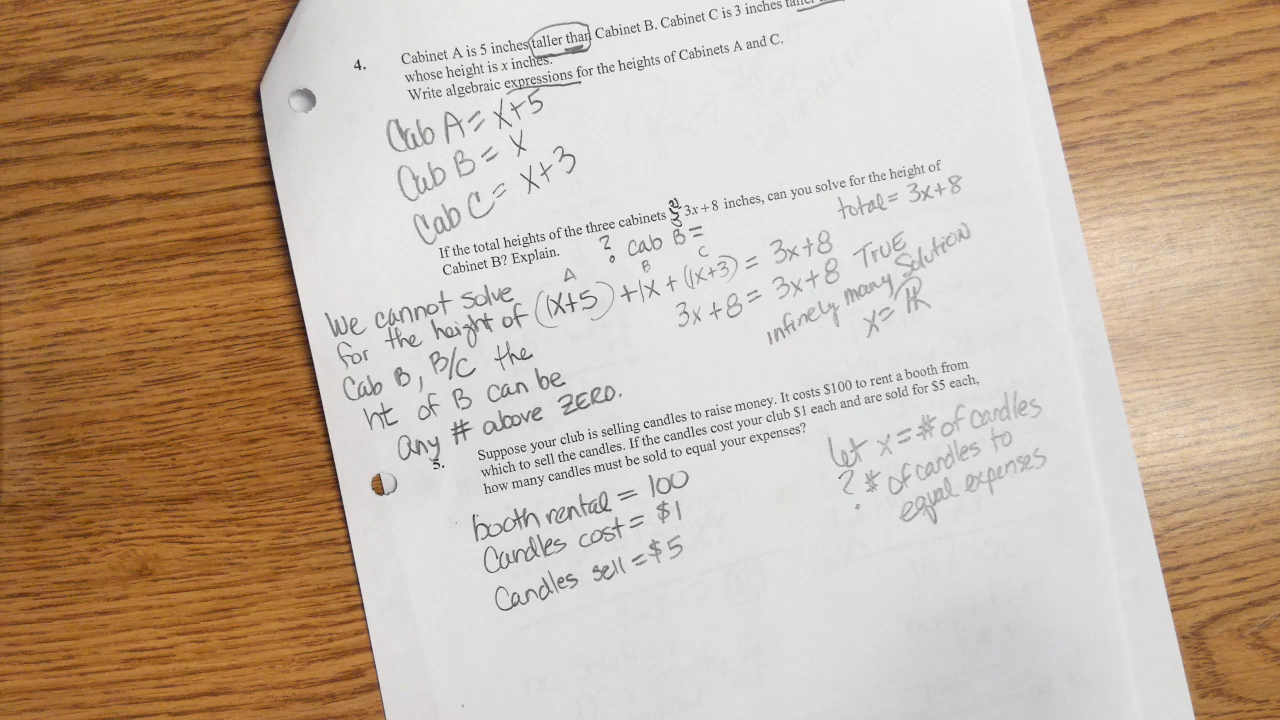 4. Cabinet A is 5 inches taller than Cabinet B. Cabinet C is 3 inches taller
whose height is x inches.
Write algebraic expressions for the heights of Cabinets A and C.
Cab A = x+5
Cab B = x
Cab C = x+3
If the total heights of the three cabinets 3x+8 inches, can you solve for the height of
Cabinet B? Explain.
? cab B =
total = 3x+8
A B C
(1x+5) + 1x + (1x+3) = 3x+8
3x+8 = 3x+8 TRUE
infinely many Solution
x = ℝ
We cannot solve
for the height of
Cab B, B/C the
ht of B can be
any # above ZERO.
5. Suppose your club is selling candles to raise money. It costs $100 to rent a booth from
which to sell the candles. If the candles cost your club $1 each and are sold for $5 each,
how many candles must be sold to equal your expenses?
booth rental = 100
Candles cost = $1
Candles sell = $5
let x = # of candles
? # of candles to
equal expenses